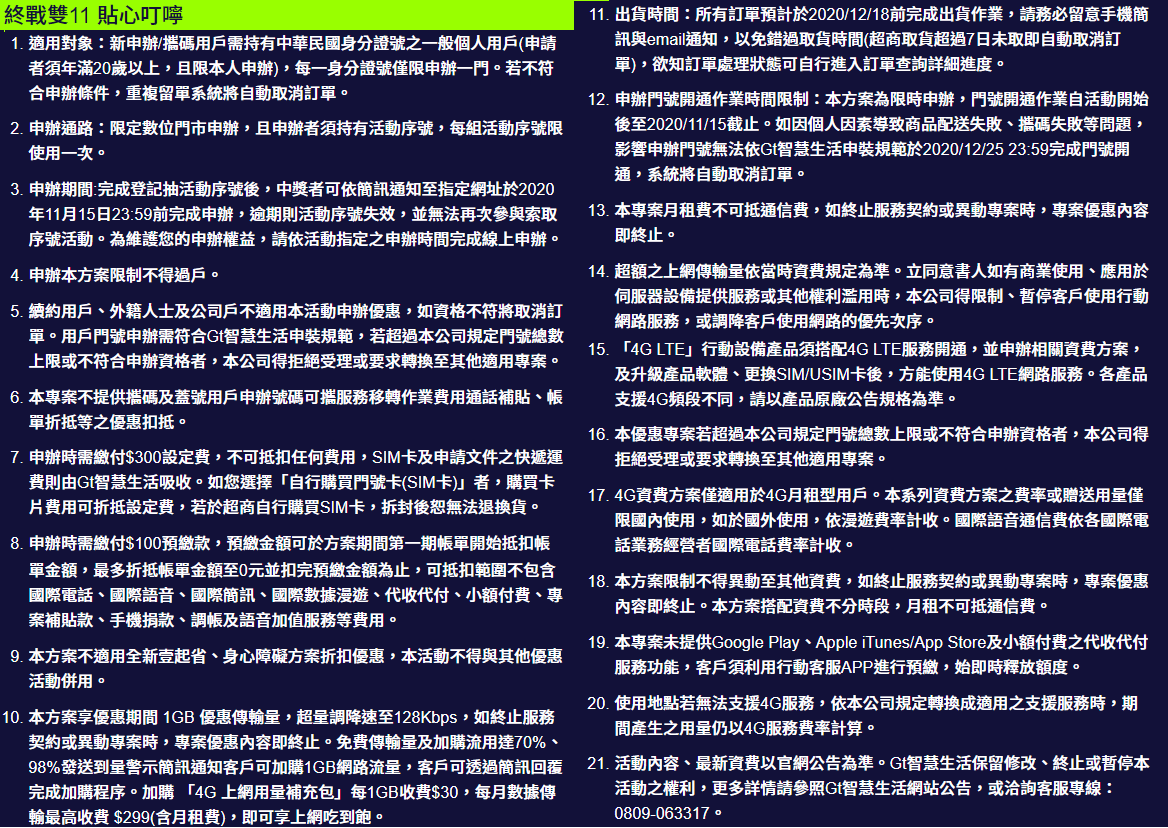 終戰雙11 貼心叮嚀
1. 適用對象：新申辦/攜碼用戶需持有中華民國身分證號之一般個人用戶(申請
者須年滿20歲以上，且限本人申辦)，每一身分證號僅限申辦一門。若不符
合申辦條件，重複留單系統將自動取消訂單。
2. 申辦通路：限定數位門市申辦，且申辦者須持有活動序號，每組活動序號限
使用一次。
3. 申辦期間:完成登記抽活動序號後，中獎者可依簡訊通知至指定網址於2020
年11月15日23:59前完成申辦，逾期則活動序號失效，並無法再次參與索取
序號活動。為維護您的申辦權益，請依活動指定之申辦時間完成線上申辦。
4. 申辦本方案限制不得過戶。
5. 續約用戶、外籍人士及公司戶不適用本活動申辦優惠，如資格不符將取消訂
單。用戶門號申辦需符合Gt智慧生活申裝規範，若超過本公司規定門號總數
上限或不符合申辦資格者，本公司得拒絕受理或要求轉換至其他適用專案。
6. 本專案不提供攜碼及蓋號用戶申辦號碼可攜服務移轉作業費用通話補貼、帳
單折抵等之優惠扣抵。
7. 申辦時需繳付$300設定費，不可抵扣任何費用，SIM卡及申請文件之快遞運
費則由Gt智慧生活吸收。如您選擇「自行購買門號卡(SIM卡)」者，購買卡
片費用可折抵設定費，若於超商自行購買SIM卡，拆封後恕無法退換貨。
8. 申辦時需繳付$100預繳款，預繳金額可於方案期間第一期帳單開始抵扣帳
單金額，最多折抵帳單金額至0元並扣完預繳金額為止，可抵扣範圍不包含
國際電話、國際語音、國際簡訊、國際數據漫遊、代收代付、小額付費、專
案補貼款、手機捐款、調帳及語音加值服務等費用。
9. 本方案不適用全新壹起省、身心障礙方案折扣優惠，本活動不得與其他優惠
活動併用。
10. 本方案享優惠期間 1GB 優惠傳輸量，超量調降速至128Kbps，如終止服務
契約或異動專案時，專案優惠內容即終止。免費傳輸量及加購流用達70%、
98%發送到量警示簡訊通知客戶可加購1GB網路流量，客戶可透過簡訊回覆
完成加購程序。加購 「4G 上網用量補充包」每1GB收費$30，每月數據傳
輸最高收費 $299(含月租費)，即可享上網吃到飽。
11. 出貨時間：所有訂單預計於2020/12/18前完成出貨作業，請務必留意手機簡
訊與email通知，以免錯過取貨時間(超商取貨超過7日未取即自動取消訂
單)，欲知訂單處理狀態可自行進入訂單查詢詳細進度。
12. 申辦門號開通作業時間限制：本方案為限時申辦，門號開通作業自活動開始
後至2020/11/15截止。如因個人因素導致商品配送失敗、攜碼失敗等問題，
影響申辦門號無法依Gt智慧生活申裝規範於2020/12/25 23:59完成門號開
通，系統將自動取消訂單。
13. 本專案月租費不可抵通信費，如終止服務契約或異動專案時，專案優惠內容
即終止。
14. 超額之上網傳輸量依當時資費規定為準。立同意書人如有商業使用、應用於
伺服器設備提供服務或其他權利濫用時，本公司得限制、暫停客戶使用行動
網路服務，或調降客戶使用網路的優先次序。
15. 「4G LTE」行動設備產品須搭配4G LTE服務開通，並申辦相關資費方案，
及升級產品軟體、更換SIM/USIM卡後，方能使用4G LTE網路服務。各產品
支援4G頻段不同，請以產品原廠公告規格為準。
16. 本優惠專案若超過本公司規定門號總數上限或不符合申辦資格者，本公司得
拒絕受理或要求轉換至其他適用專案。
17. 4G資費方案僅適用於4G月租型用戶。本系列資費方案之費率或贈送用量僅
限國內使用，如於國外使用，依漫遊費率計收。國際語音通信費依各國際電
話業務經營者國際電話費率計收。
18. 本方案限制不得異動至其他資費，如終止服務契約或異動專案時，專案優惠
內容即終止。本方案搭配資費不分時段，月租不可抵通信費。
19. 本專案未提供Google Play、Apple iTunes/App Store及小額付費之代收代付
服務功能，客戶須利用行動客服APP進行預繳，始即時釋放額度。
20. 使用地點若無法支援4G服務，依本公司規定轉換成適用之支援服務時，期
間產生之用量仍以4G服務費率計算。
21. 活動內容、最新資費以官網公告為準。Gt智慧生活保留修改、終止或暫停本
活動之權利，更多詳情請參照Gt智慧生活網站公告，或洽詢客服專線：
0809-063317。